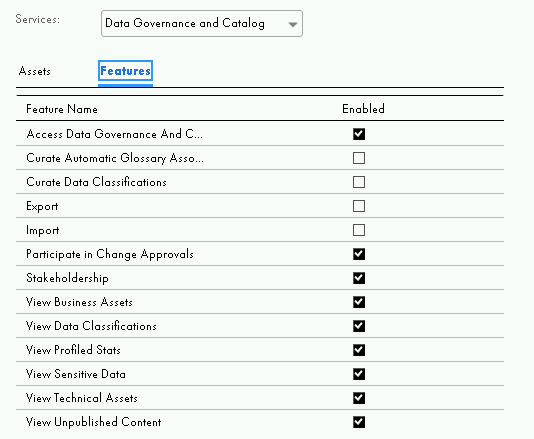 Services:
Data Governance and Catalog
Assets
Features
Feature Name Enabled
Access Data Governance And C...
Curate Automatic Glossary Asso...
Curate Data Classifications
Export
Import
Participate in Change Approvals
Stakeholdership
View Business Assets
View Data Classifications
View Profiled Stats
View Sensitive Data
View Technical Assets
View Unpublished Content